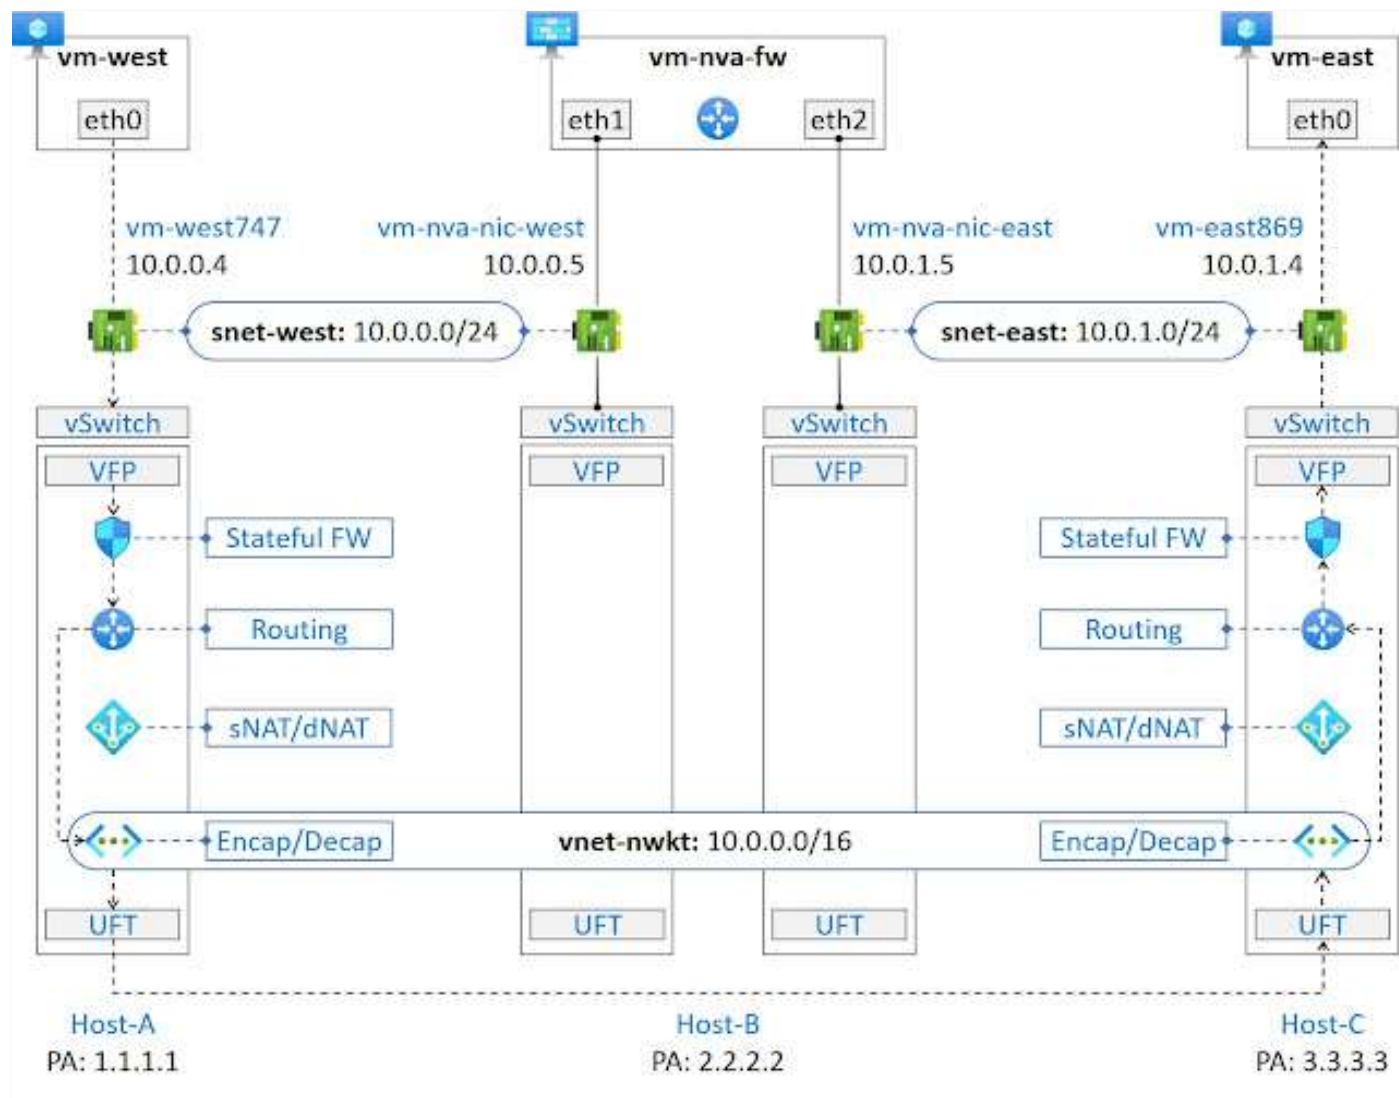 vm-west
vm-nva-fw
vm-east
eth0
eth1
eth2
eth0
vm-west747
vm-nva-nic-west
vm-nva-nic-east
vm-east869
10.0.0.4
10.0.0.5
10.0.1.5
10.0.1.4
snet-west: 10.0.0.0/24
snet-east: 10.0.1.0/24
vSwitch
vSwitch
vSwitch
vSwitch
VFP
VFP
VFP
VFP
Stateful FW
Stateful FW
Routing
Routing
sNAT/dNAT
sNAT/dNAT
Encap/Decap
vnet-nwkt: 10.0.0.0/16
Encap/Decap
UFT
UFT
UFT
UFT
Host-A
Host-B
Host-C
PA: 1.1.1.1
PA: 2.2.2.2
PA: 3.3.3.3